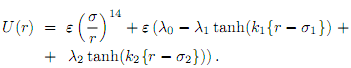 U(r) = ε (σ/r)^14 + ε (λ₀ − λ₁ tanh(k₁{r − σ₁}) +
+ λ₂ tanh(k₂{r − σ₂})) .